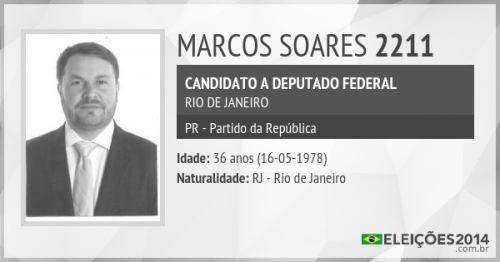 MARCOS SOARES 2211
CANDIDATO A DEPUTADO FEDERAL
RIO DE JANEIRO
PR - Partido da República
Idade: 36 anos (16-05-1978)
Naturalidade: RJ - Rio de Janeiro
ELEIÇÕES2014
.com.br